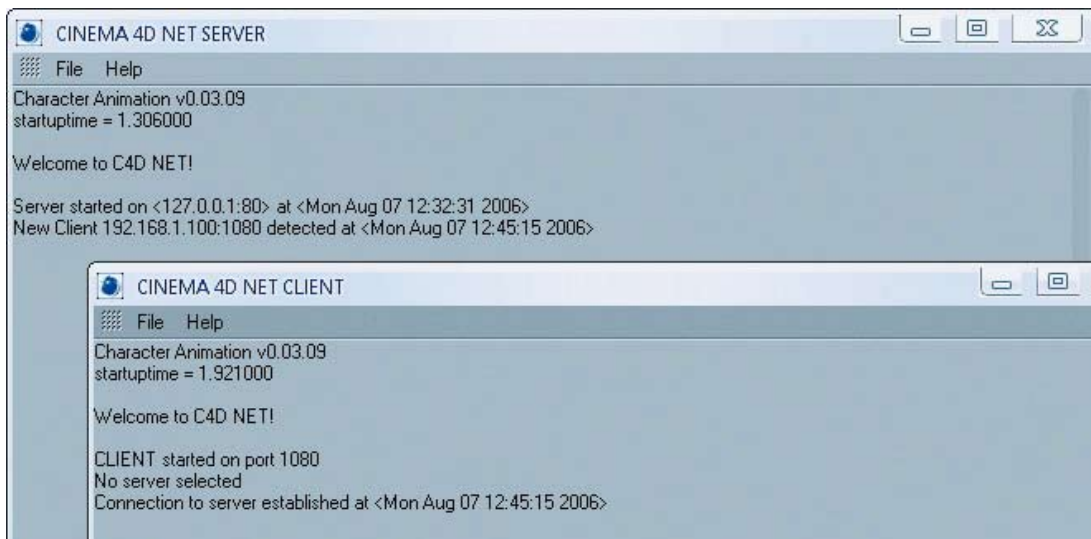 CINEMA 4D NET SERVER
File Help
Character Animation v0.03.09
startuptime = 1.306000
Welcome to C4D NET!
Server started on <127.0.0.1:80> at <Mon Aug 07 12:32:31 2006>
New Client 192.168.1.100:1080 detected at <Mon Aug 07 12:45:15 2006>
CINEMA 4D NET CLIENT
File Help
Character Animation v0.03.09
startuptime = 1.921000
Welcome to C4D NET!
CLIENT started on port 1080
No server selected
Connection to server established at <Mon Aug 07 12:45:15 2006>